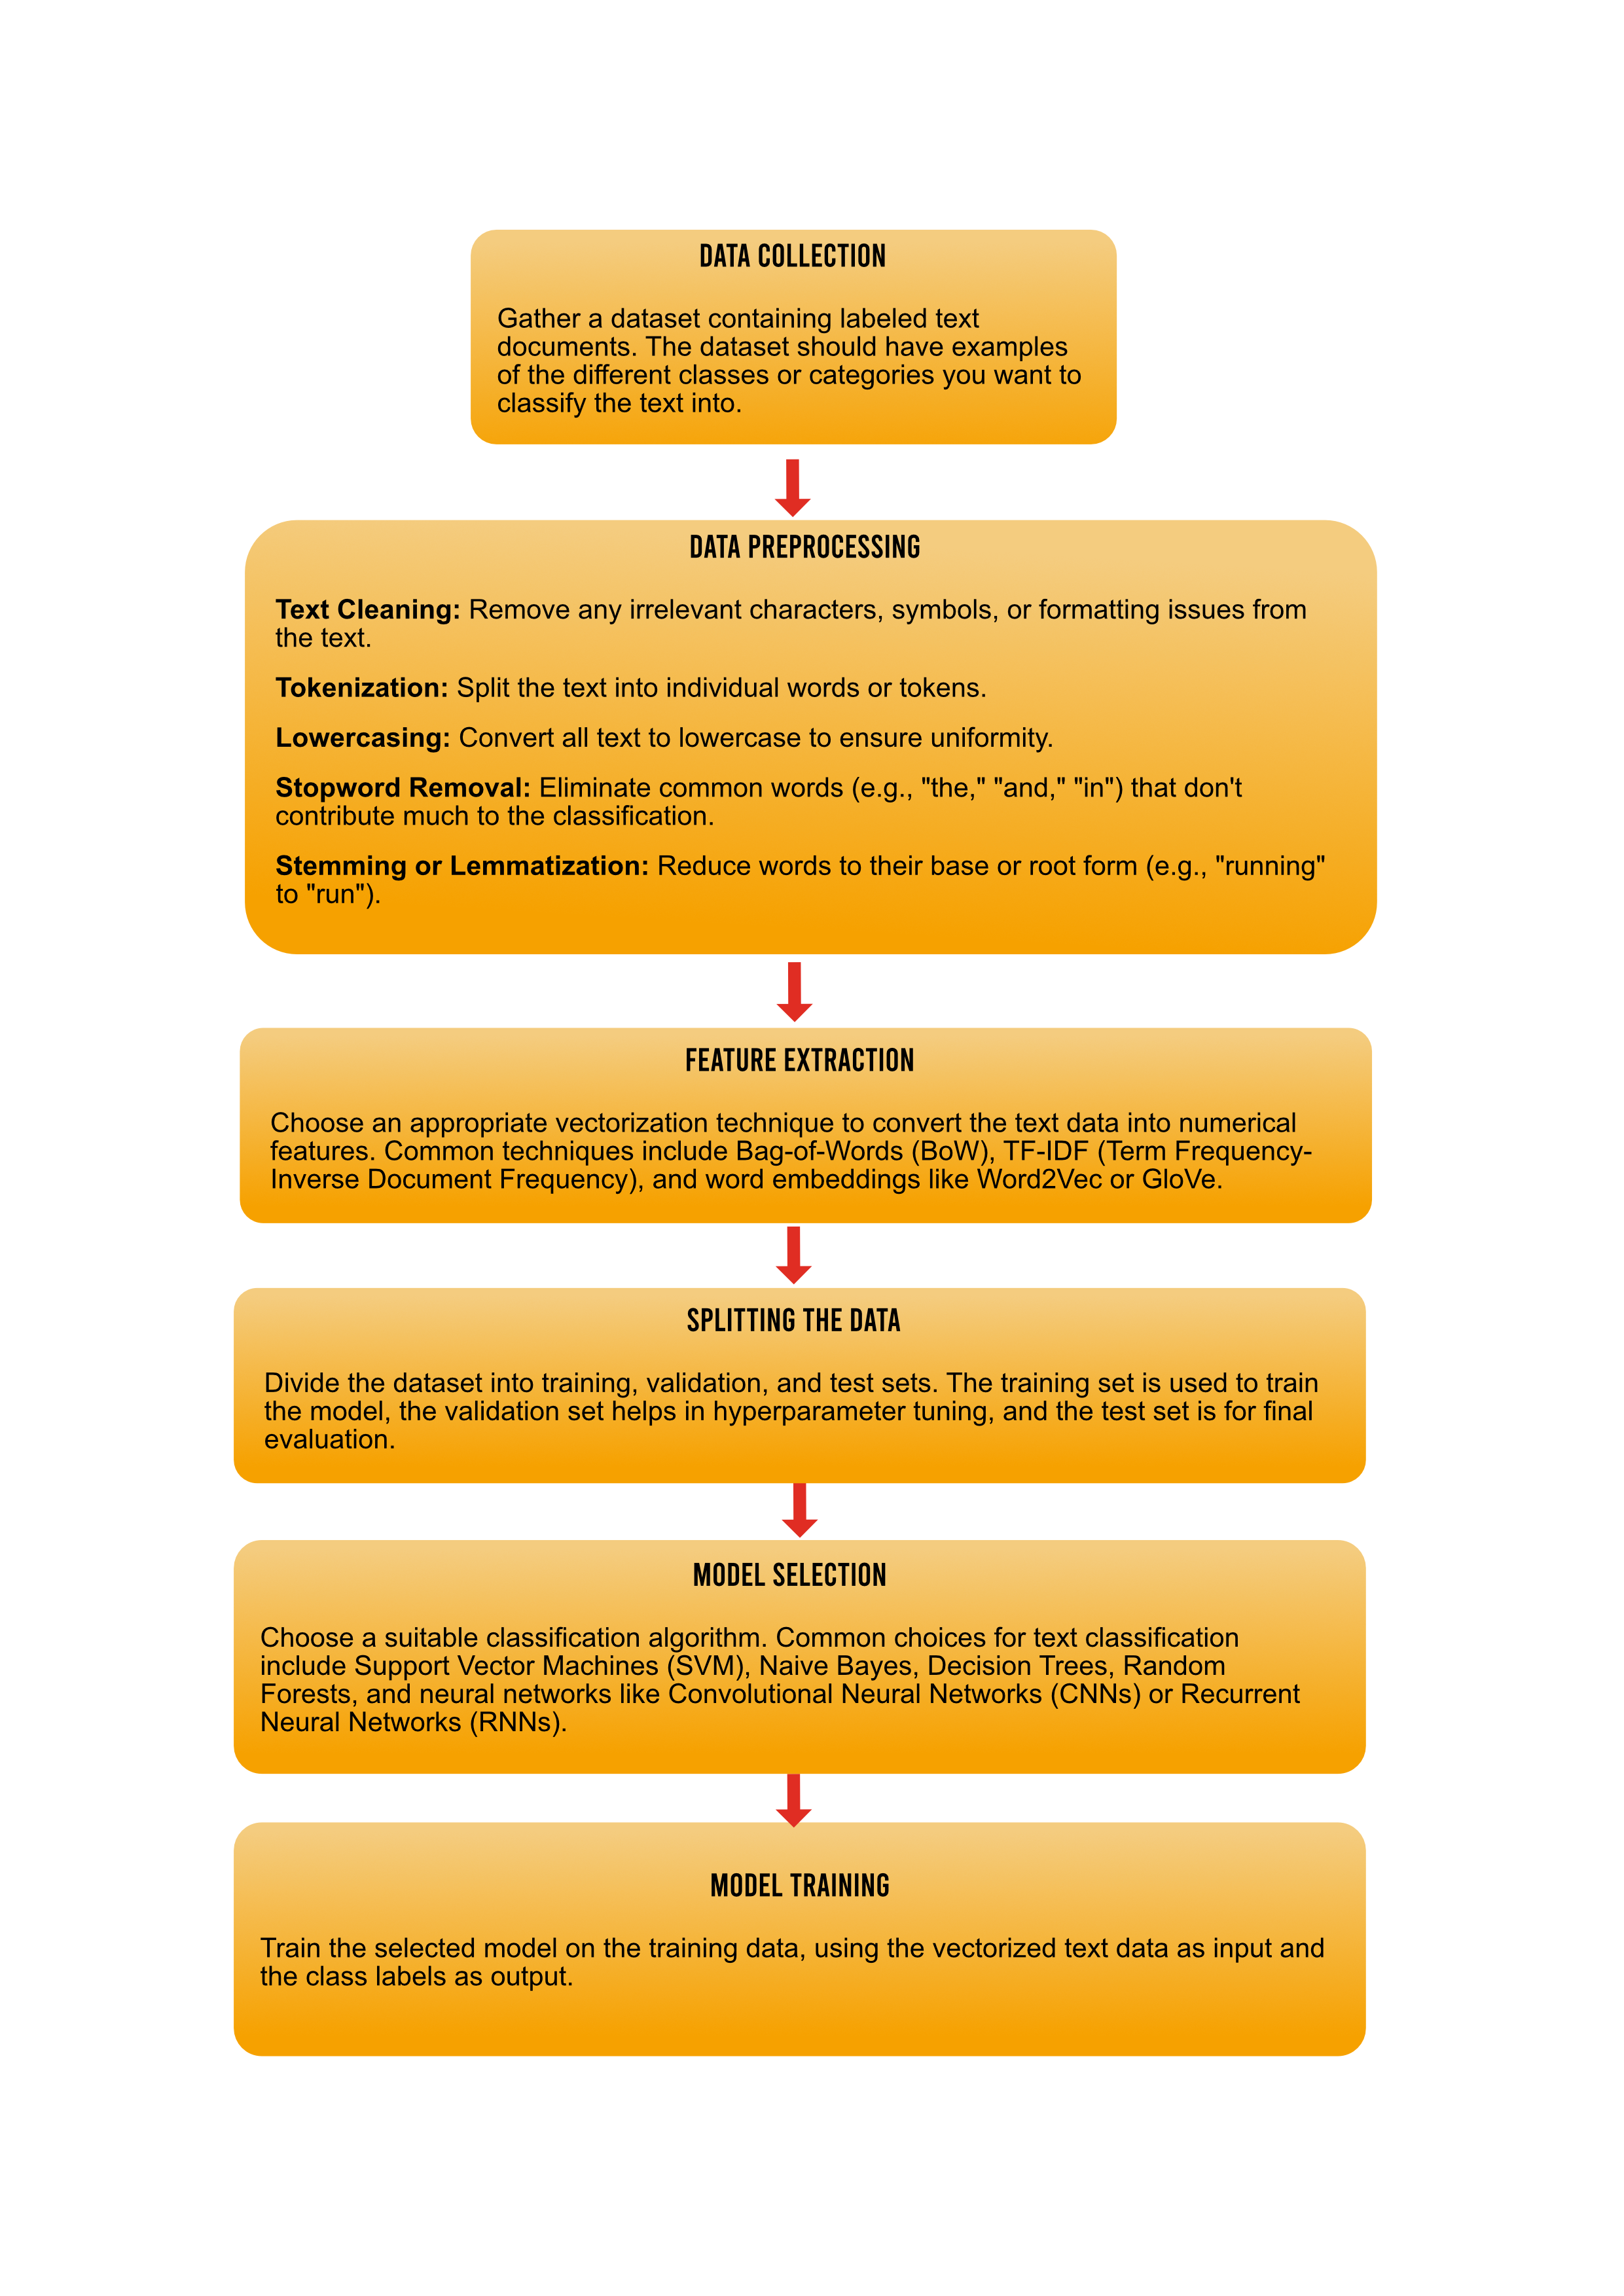 DATA COLLECTION
Gather a dataset containing labeled text
documents. The dataset should have examples
of the different classes or categories you want to
classify the text into.
DATA PREPROCESSING
Text Cleaning: Remove any irrelevant characters, symbols, or formatting issues from
the text.
Tokenization: Split the text into individual words or tokens.
Lowercasing: Convert all text to lowercase to ensure uniformity.
Stopword Removal: Eliminate common words (e.g., "the," "and," "in") that don't
contribute much to the classification.
Stemming or Lemmatization: Reduce words to their base or root form (e.g., "running"
to "run").
FEATURE EXTRACTION
Choose an appropriate vectorization technique to convert the text data into numerical
features. Common techniques include Bag-of-Words (BoW), TF-IDF (Term Frequency-
Inverse Document Frequency), and word embeddings like Word2Vec or GloVe.
SPLITTING THE DATA
Divide the dataset into training, validation, and test sets. The training set is used to train
the model, the validation set helps in hyperparameter tuning, and the test set is for final
evaluation.
MODEL SELECTION
Choose a suitable classification algorithm. Common choices for text classification
include Support Vector Machines (SVM), Naive Bayes, Decision Trees, Random
Forests, and neural networks like Convolutional Neural Networks (CNNs) or Recurrent
Neural Networks (RNNs).
MODEL TRAINING
Train the selected model on the training data, using the vectorized text data as input and
the class labels as output.